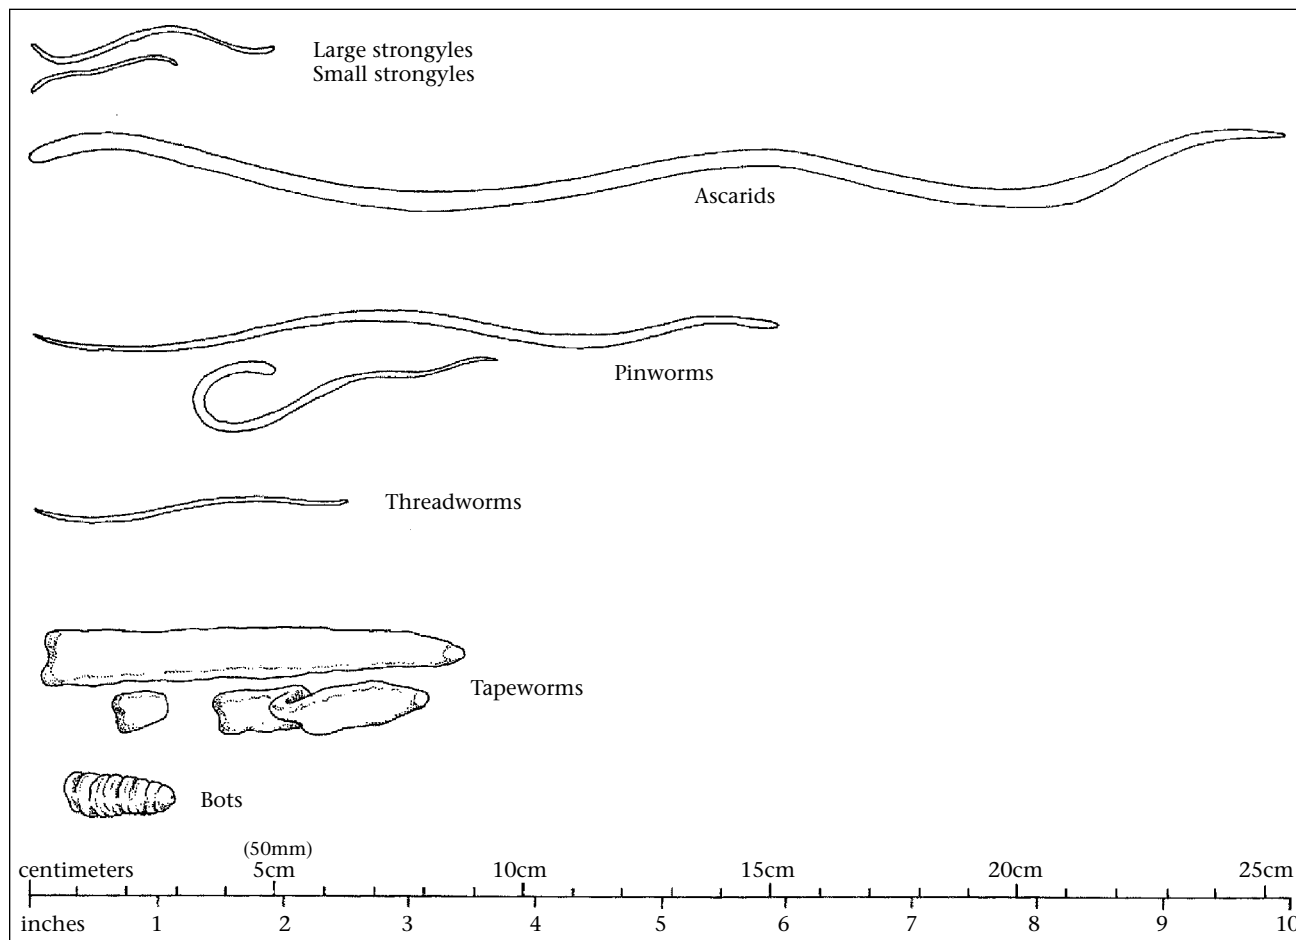 Large strongyles
Small strongyles
Ascarids
Pinworms
Threadworms
Tapeworms
Bots
(50mm)
centimeters 5cm 10cm 15cm 20cm 25cm
inches 1 2 3 4 5 6 7 8 9 10